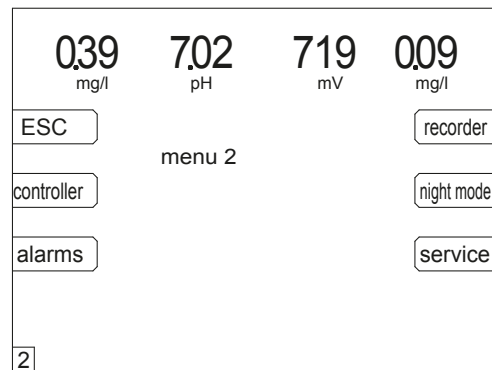 0.39 7.02 719 0.09
mg/l pH mV mg/l
ESC recorder
menu 2
controller night mode
alarms service
2